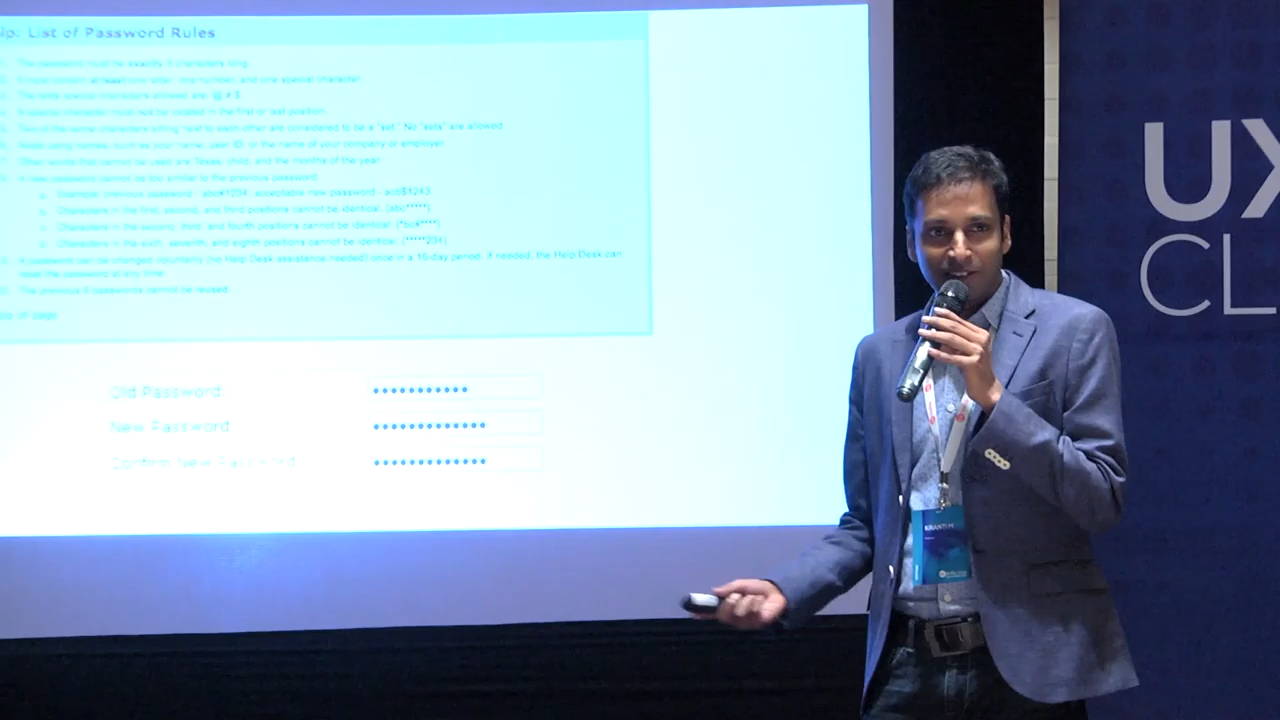 lp: List of Password Rules
The password must be exactly 8 characters long.
It must contain at least one letter, one number, and one special character.
The only special characters allowed are: @ # $
A special character must not be located in the first or last position.
Two of the same characters sitting next to each other are considered to be a "set." No "sets" are allowed.
Avoid using names, such as your name, user ID, or the name of your company or employer.
Other words that cannot be used are Texas, child, and the months of the year.
A new password cannot be too similar to the previous password.
Example: previous password - abc#1234; acceptable new password - acb$1243
Characters in the first, second, and third positions cannot be identical. (abc*****)
Characters in the second, third, and fourth positions cannot be identical. (*bc#****)
Characters in the sixth, seventh, and eighth positions cannot be identical. (*****234)
A password can be changed voluntarily (no Help Desk assistance needed) once in a 15-day period. If needed, the Help Desk can
reset the password at any time.
The previous 8 passwords cannot be reused.
top of page
Old Password
New Password
Confirm New Password
UX
CL
KRANTI M